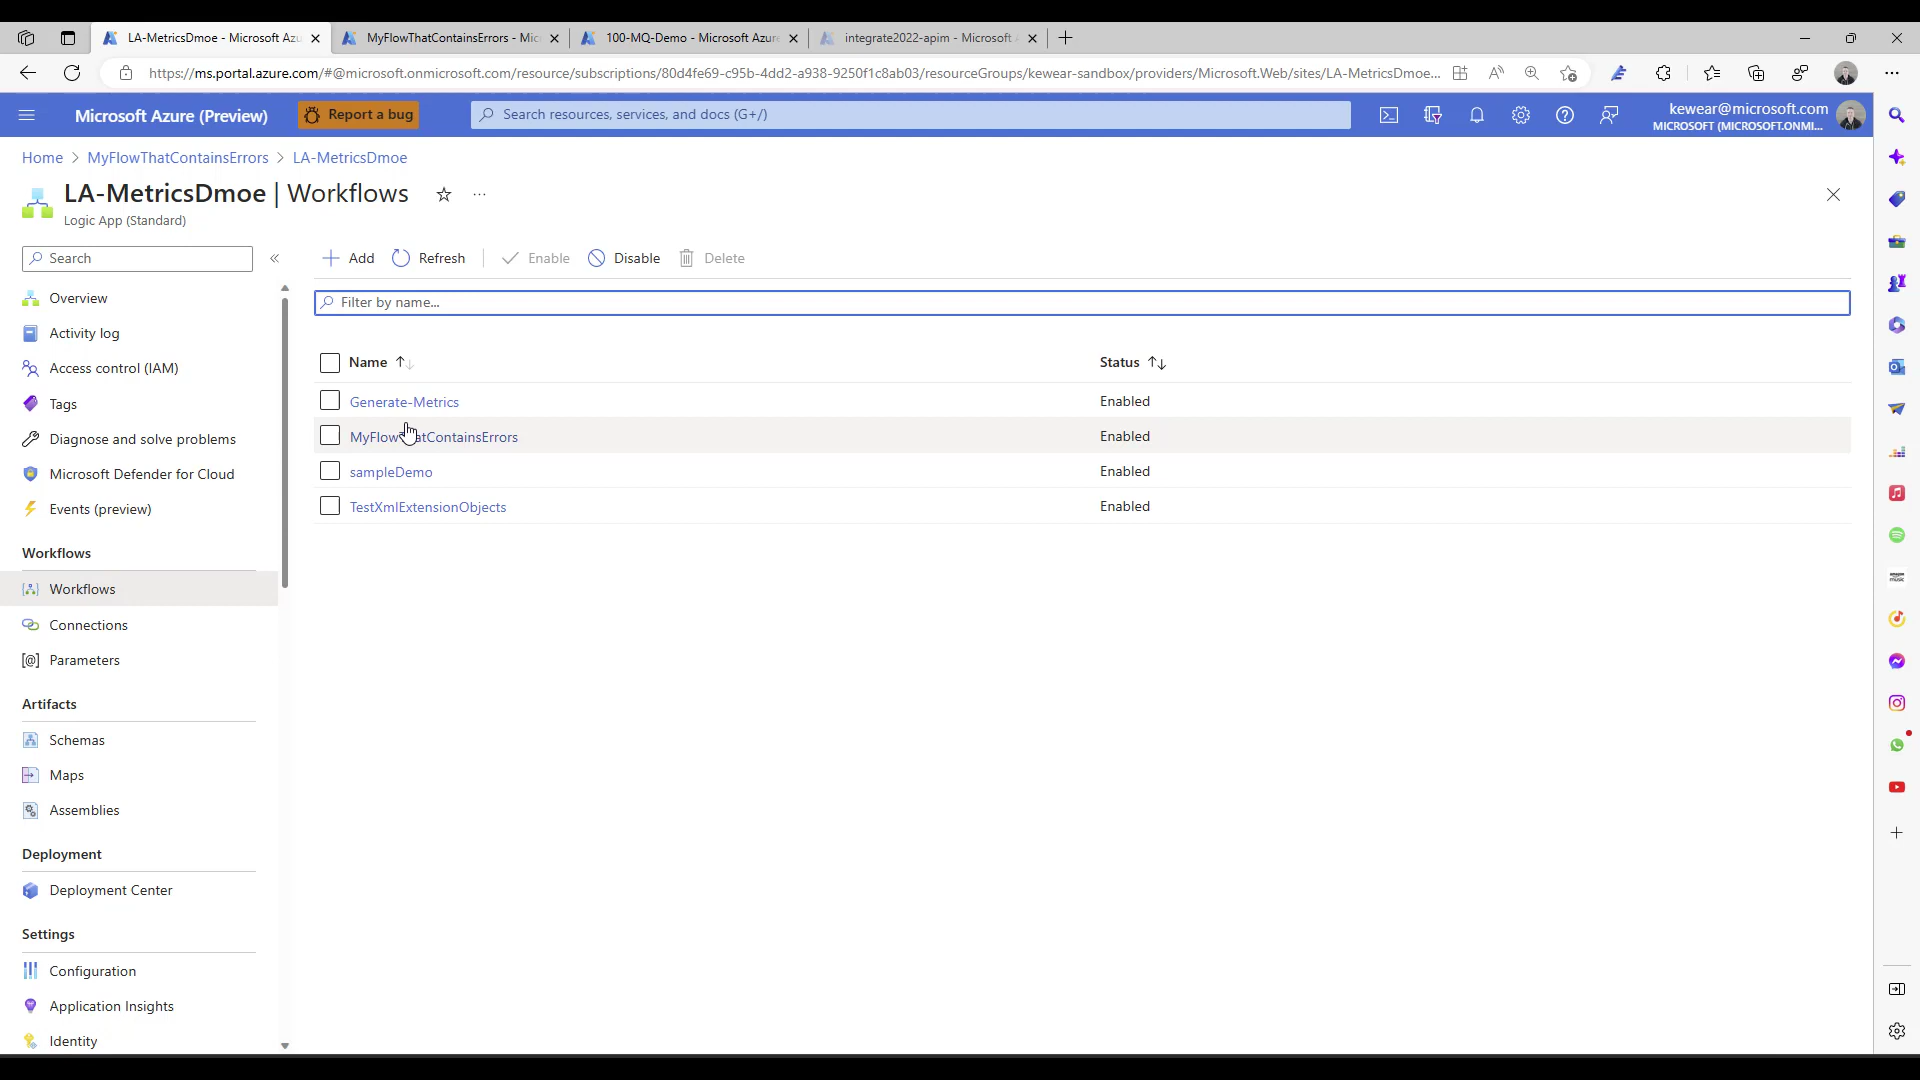 LA-MetricsDmoe - Microsoft Azu
MyFlowThatContainsErrors - Mic
100-MQ-Demo - Microsoft Azure
integrate2022-apim - Microsoft
https://ms.portal.azure.com/#@microsoft.onmicrosoft.com/resource/subscriptions/80d4fe69-c95b-4dd2-a938-9250f1c8ab03/resourceGroups/kewear-sandbox/providers/Microsoft.Web/sites/LA-MetricsDmoe...
Microsoft Azure (Preview)
Report a bug
Search resources, services, and docs (G+/)
kewear@microsoft.com
MICROSOFT (MICROSOFT.ONMI...
Home > MyFlowThatContainsErrors > LA-MetricsDmoe
LA-MetricsDmoe | Workflows
Logic App (Standard)
Search
Add
Refresh
Enable
Disable
Delete
Filter by name...
Overview
Activity log
Access control (IAM)
Tags
Diagnose and solve problems
Microsoft Defender for Cloud
Events (preview)
Workflows
Workflows
Connections
Parameters
Artifacts
Schemas
Maps
Assemblies
Deployment
Deployment Center
Settings
Configuration
Application Insights
Identity
Name
Status
Generate-Metrics
Enabled
MyFlowThatContainsErrors
Enabled
sampleDemo
Enabled
TestXmlExtensionObjects
Enabled